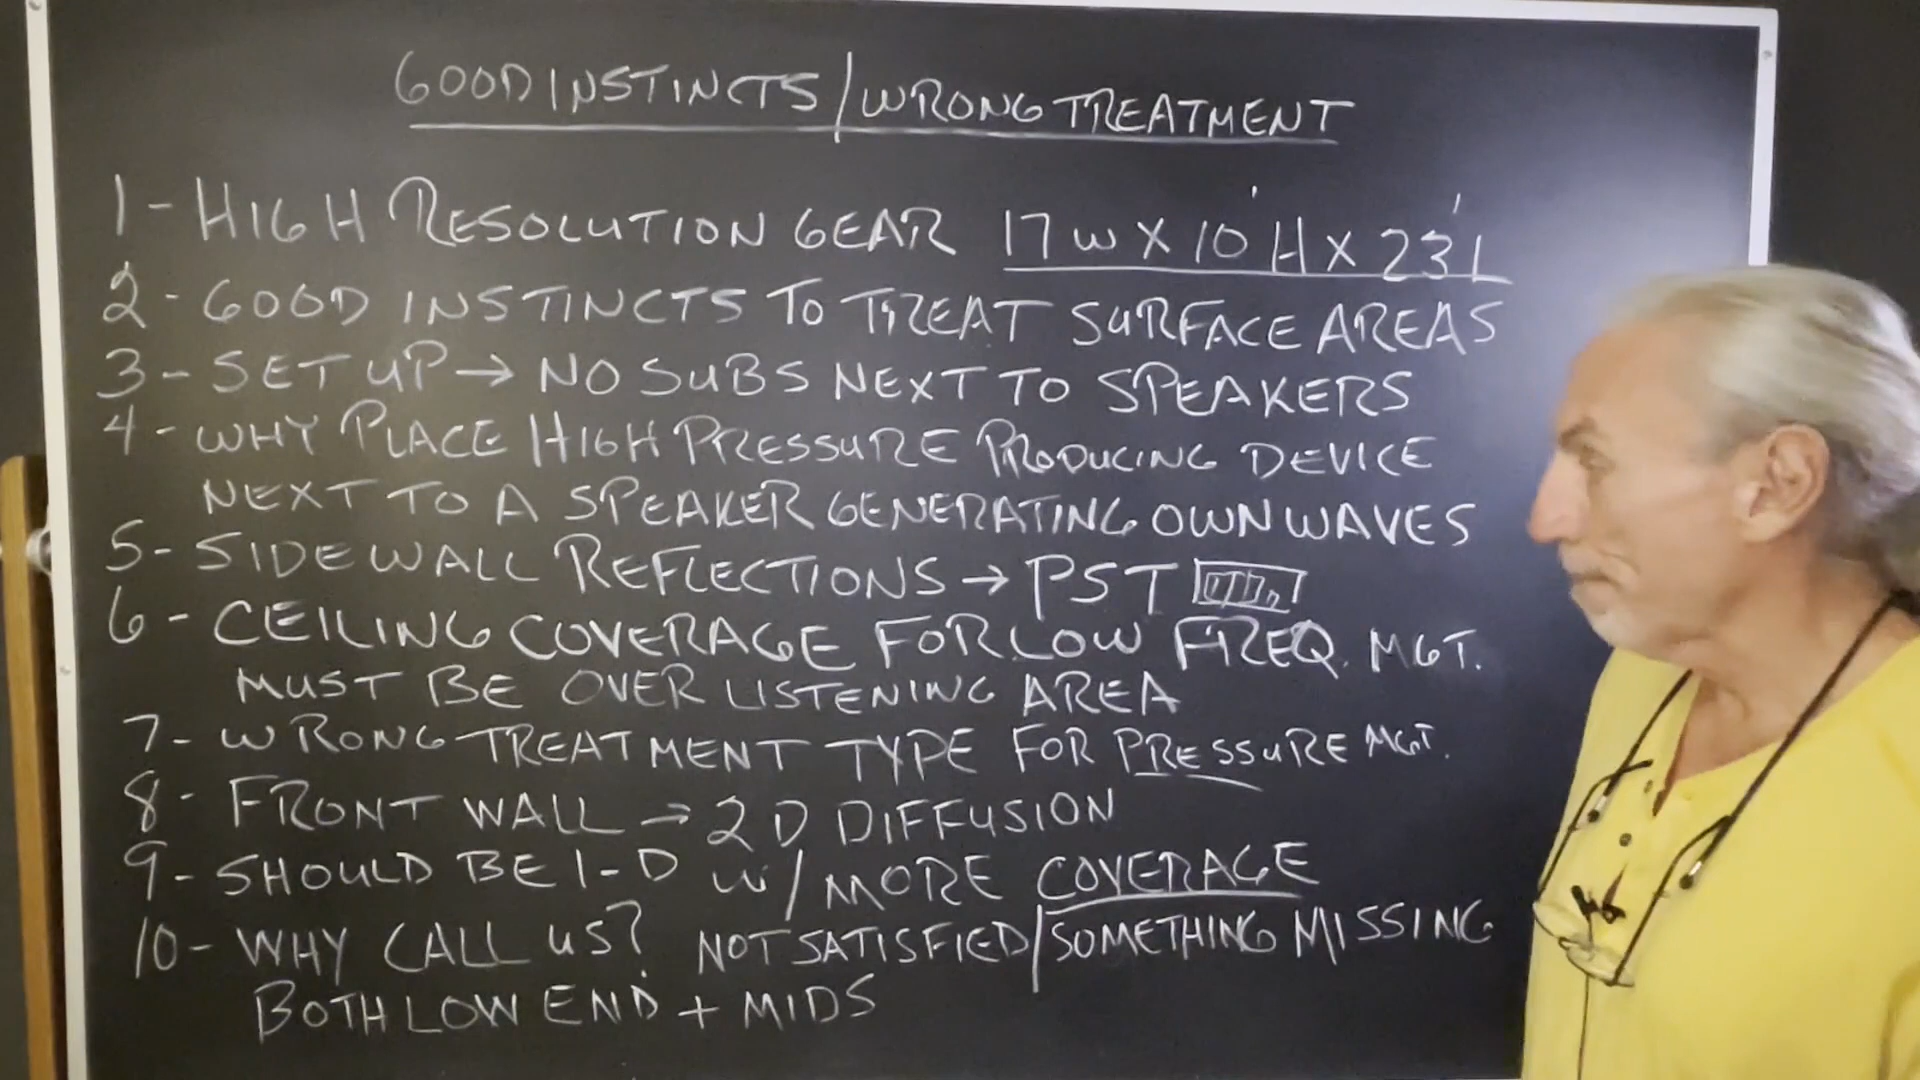 GOOD INSTINCTS/WRONG TREATMENT
1 - HIGH RESOLUTION GEAR 17 W X 10' H X 23' L
2 - GOOD INSTINCTS TO TREAT SURFACE AREAS
3 - SET UP → NO SUBS NEXT TO SPEAKERS
4 - WHY PLACE HIGH PRESSURE PRODUCING DEVICE
NEXT TO A SPEAKER GENERATING OWN WAVES
5 - SIDE WALL REFLECTIONS → PST
6 - CEILING COVERAGE FOR LOW FREQ. MGT.
MUST BE OVER LISTENING AREA
7 - WRONG TREATMENT TYPE FOR PRESSURE MGT.
8 - FRONT WALL → 2D DIFFUSION
9 - SHOULD BE 1-D W/ MORE COVERAGE
10 - WHY CALL US? NOT SATISFIED/SOMETHING MISSING
BOTH LOW END + MIDS